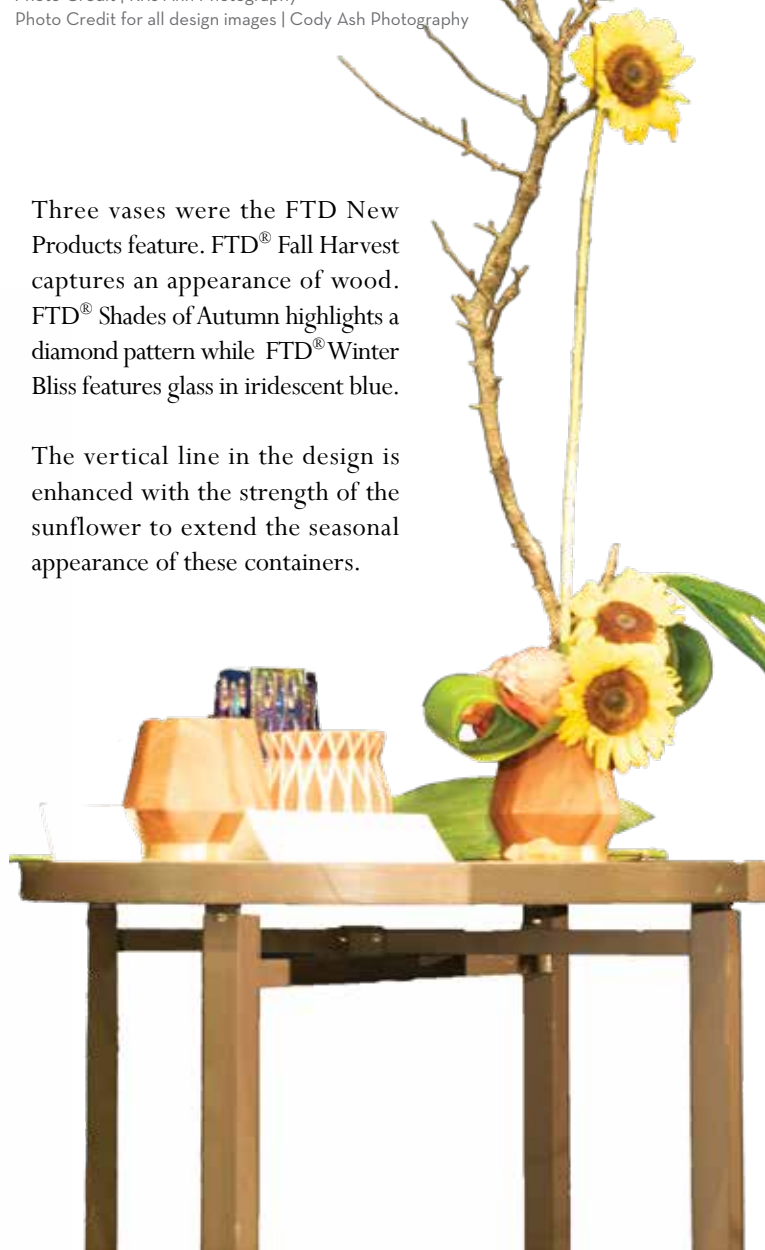 Photo Credit for all design images | Cody Ash Photography
Three vases were the FTD New
Products feature. FTD® Fall Harvest
captures an appearance of wood.
FTD® Shades of Autumn highlights a
diamond pattern while FTD® Winter
Bliss features glass in iridescent blue.
The vertical line in the design is
enhanced with the strength of the
sunflower to extend the seasonal
appearance of these containers.